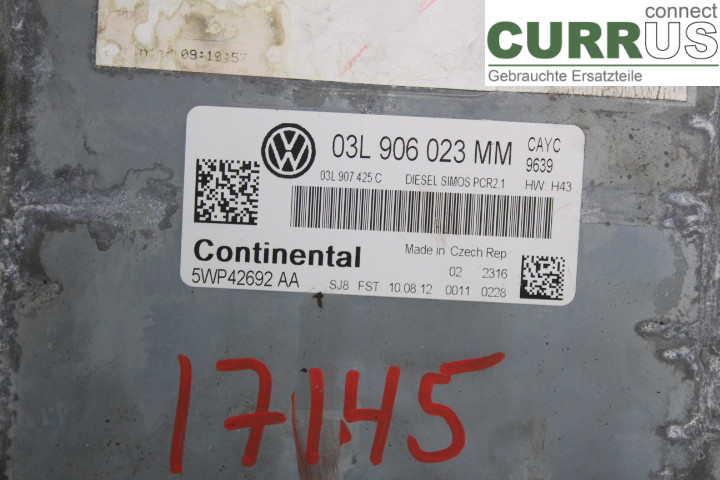 connect
CURRUS
Gebrauchte Ersatzteile
09:10:57
03L 906 023 MM
CAYC
9639
03L 907 425 C DIESEL SIMOS PCR2.1 HW H43
Continental
Made in Czech Rep
5WP42692 AA
02 2316
SJ8 FST 10 08 12 0011 0228
17145